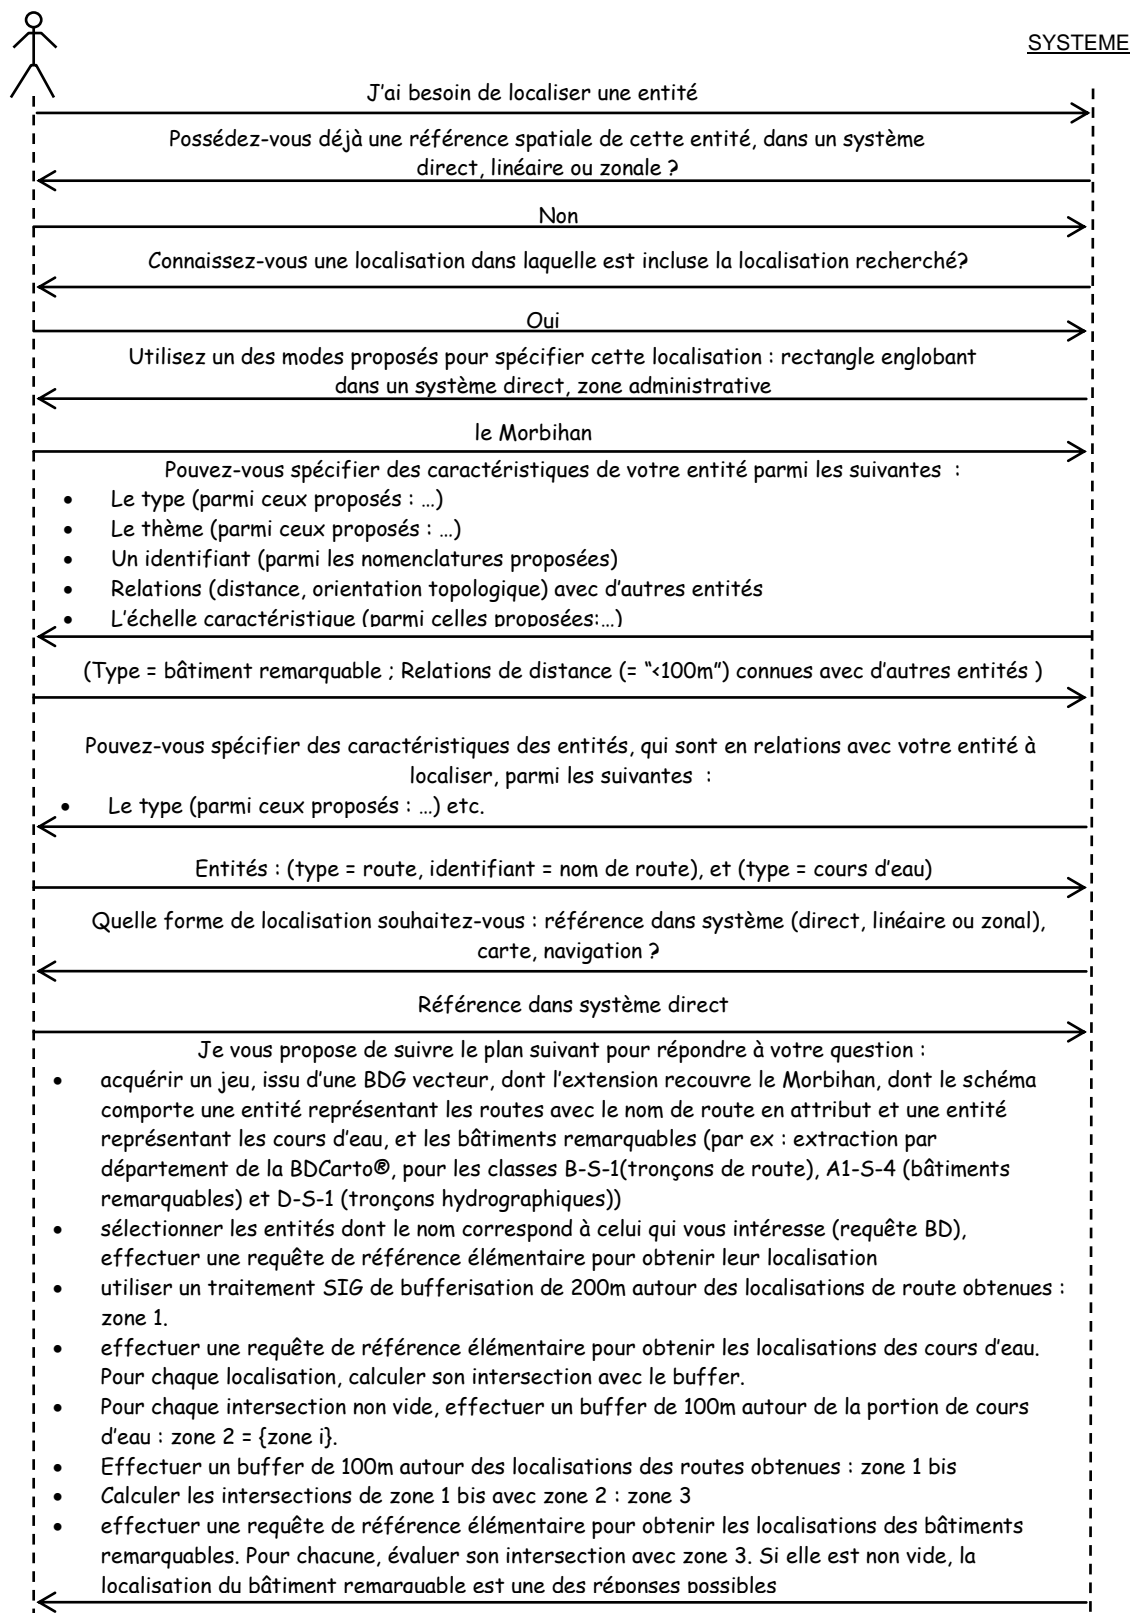 SYSTEME
J'ai besoin de localiser une entité
Possédez-vous déjà une référence spatiale de cette entité, dans un système
direct, linéaire ou zonale ?
Non
Connaissez-vous une localisation dans laquelle est incluse la localisation recherché?
Oui
Utilisez un des modes proposés pour spécifier cette localisation : rectangle englobant
dans un système direct, zone administrative
le Morbihan
Pouvez-vous spécifier des caractéristiques de votre entité parmi les suivantes :
• Le type (parmi ceux proposés : …)
• Le thème (parmi ceux proposés : …)
• Un identifiant (parmi les nomenclatures proposées)
• Relations (distance, orientation topologique) avec d'autres entités
• L'échelle caractéristique (parmi celles proposées:…)
(Type = bâtiment remarquable ; Relations de distance (= “<100m”) connues avec d'autres entités )
Pouvez-vous spécifier des caractéristiques des entités, qui sont en relations avec votre entité à
localiser, parmi les suivantes :
• Le type (parmi ceux proposés : …) etc.
Entités : (type = route, identifiant = nom de route), et (type = cours d'eau)
Quelle forme de localisation souhaitez-vous : référence dans système (direct, linéaire ou zonal),
carte, navigation ?
Référence dans système direct
Je vous propose de suivre le plan suivant pour répondre à votre question :
• acquérir un jeu, issu d'une BDG vecteur, dont l'extension recouvre le Morbihan, dont le schéma
comporte une entité représentant les routes avec le nom de route en attribut et une entité
représentant les cours d'eau, et les bâtiments remarquables (par ex : extraction par
département de la BDCarto®, pour les classes B-S-1(tronçons de route), A1-S-4 (bâtiments
remarquables) et D-S-1 (tronçons hydrographiques))
• sélectionner les entités dont le nom correspond à celui qui vous intéresse (requête BD),
effectuer une requête de référence élémentaire pour obtenir leur localisation
• utiliser un traitement SIG de bufferisation de 200m autour des localisations de route obtenues :
zone 1.
• effectuer une requête de référence élémentaire pour obtenir les localisations des cours d'eau.
Pour chaque localisation, calculer son intersection avec le buffer.
• Pour chaque intersection non vide, effectuer un buffer de 100m autour de la portion de cours
d'eau : zone 2 = {zone i}.
• Effectuer un buffer de 100m autour des localisations des routes obtenues : zone 1 bis
• Calculer les intersections de zone 1 bis avec zone 2 : zone 3
• effectuer une requête de référence élémentaire pour obtenir les localisations des bâtiments
remarquables. Pour chacune, évaluer son intersection avec zone 3. Si elle est non vide, la
localisation du bâtiment remarquable est une des réponses possibles